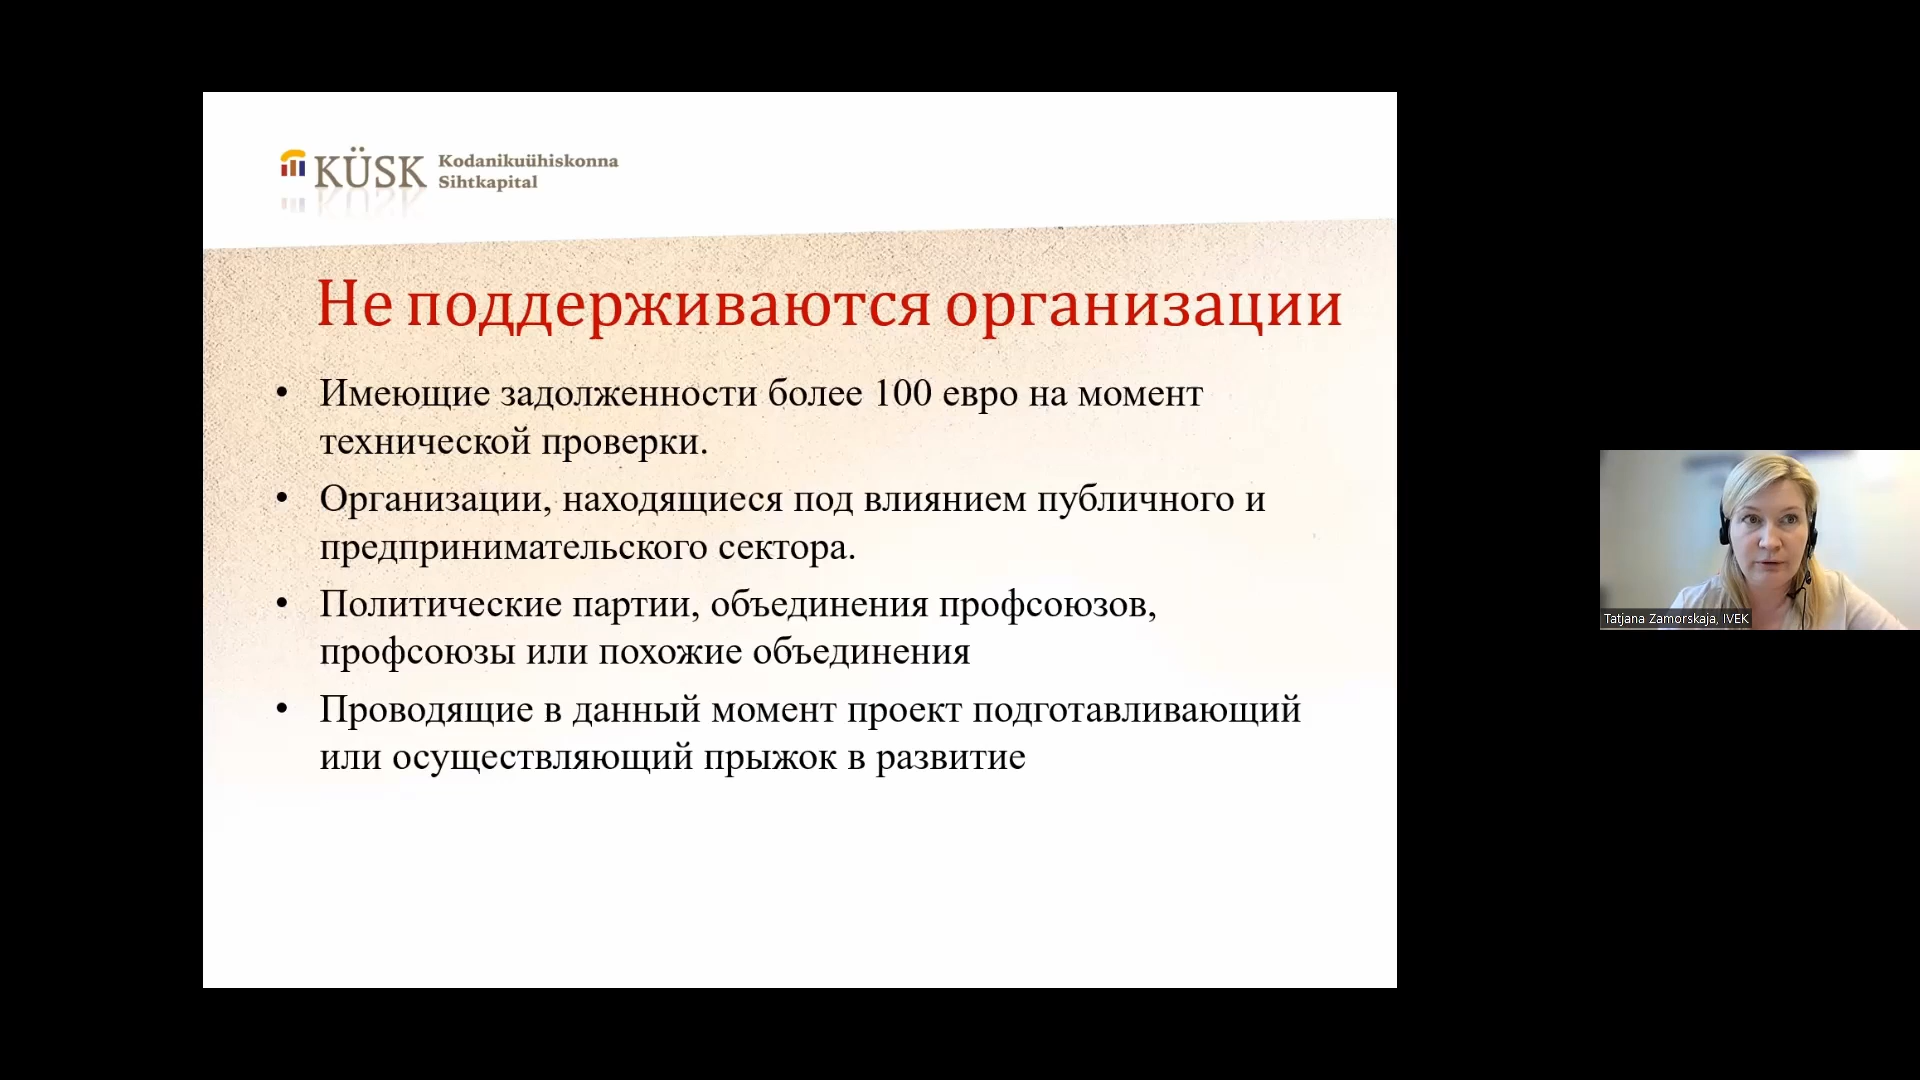 KÜSK Kodanikuühiskonna
Sihtkapital
Не поддерживаются организации
• Имеющие задолженности более 100 евро на момент
технической проверки.
• Организации, находящиеся под влиянием публичного и
предпринимательского сектора.
• Политические партии, объединения профсоюзов,
профсоюзы или похожие объединения
• Проводящие в данный момент проект подготавливающий
или осуществляющий прыжок в развитие
Tatjana Zamorskaja, IVEK